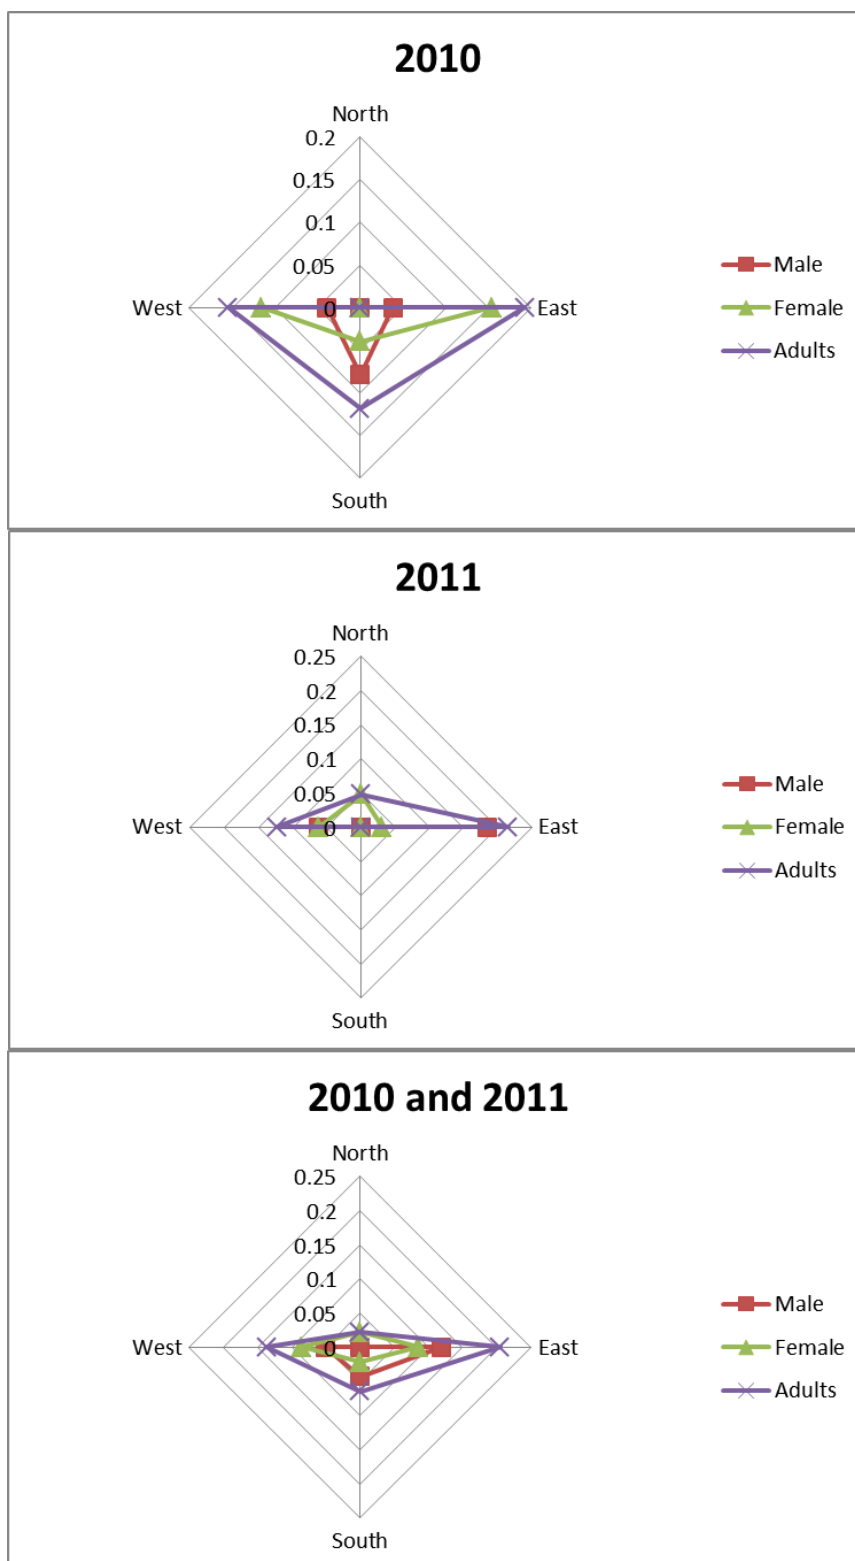 2010
North
0.2
0.15
0.1
0.05
0
West
East
South
Male
Female
Adults
2011
North
0.25
0.2
0.15
0.1
0.05
0
West
East
South
Male
Female
Adults
2010 and 2011
North
0.25
0.2
0.15
0.1
0.05
0
West
East
South
Male
Female
Adults